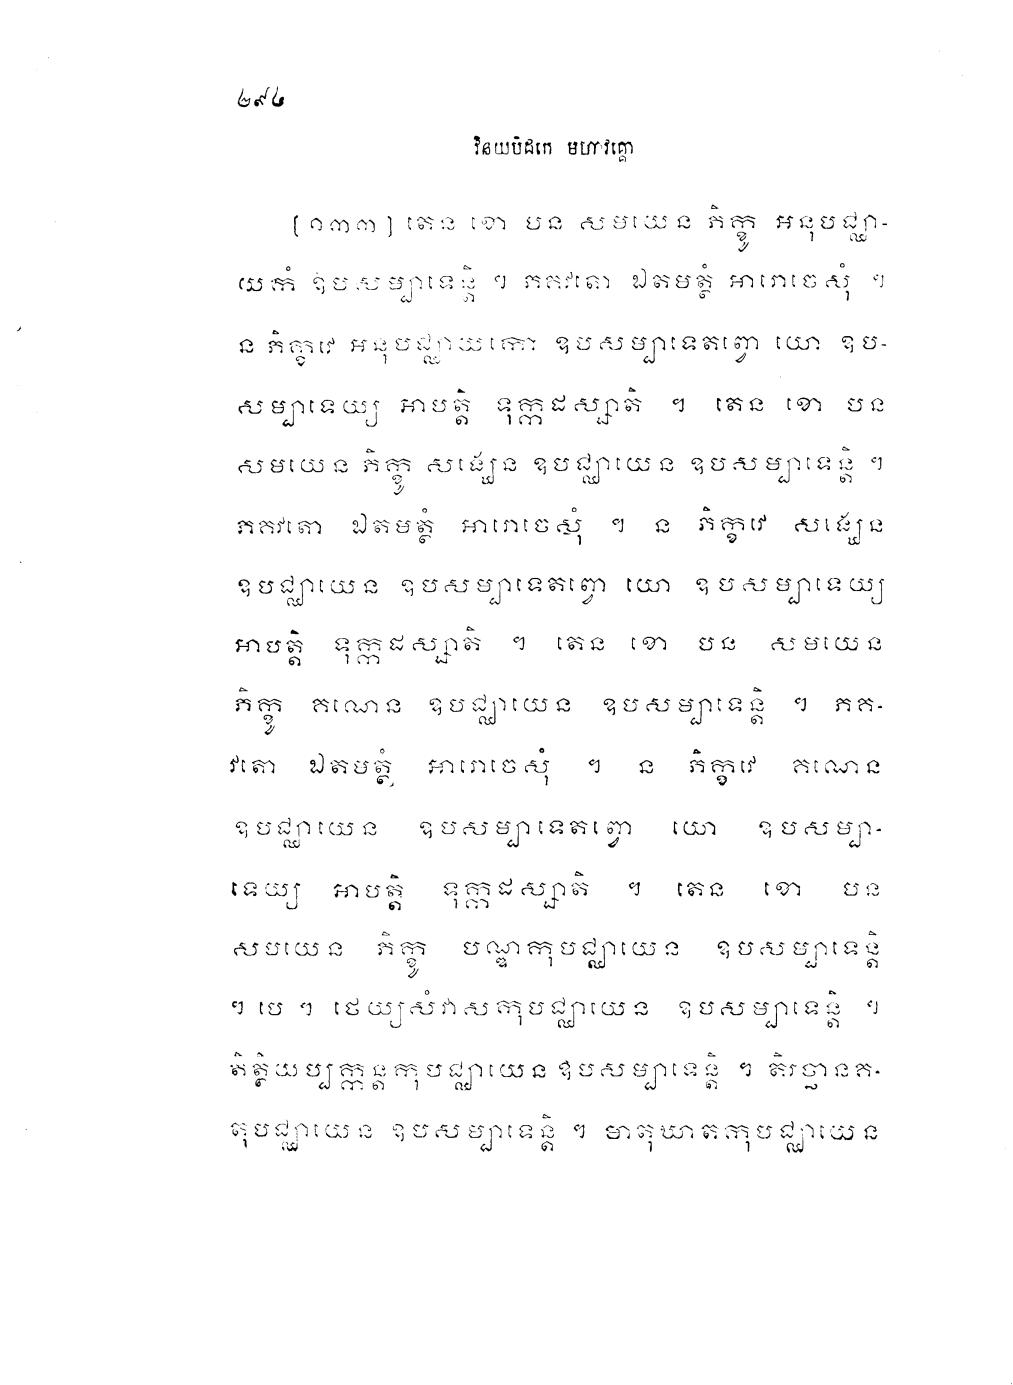 ២៩៤
វិនយបិដកេ មហាវគ្គោ
[១៣៣] តេន ខោ បន សមយេន ភិក្ខូ អនុបជ្ឈា-
យកំ ឧបសម្បាទេន្តិ ។ ភគវតោ ឯតមត្ថំ អារោចេសុំ ។
ន ភិក្ខវេ អនុបជ្ឈាយកោ ឧបសម្បាទេតព្វោ យោ ឧប-
សម្បាទេយ្យ អាបត្តិ ទុក្កដស្សាតិ ។ តេន ខោ បន
សមយេន ភិក្ខូ សង្ឃេន ឧបជ្ឈាយេន ឧបសម្បាទេន្តិ ។
ភគវតោ ឯតមត្ថំ អារោចេសុំ ។ ន ភិក្ខវេ សង្ឃេន
ឧបជ្ឈាយេន ឧបសម្បាទេតព្វោ យោ ឧបសម្បាទេយ្យ
អាបត្តិ ទុក្កដស្សាតិ ។ តេន ខោ បន សមយេន
ភិក្ខូ គណេន ឧបជ្ឈាយេន ឧបសម្បាទេន្តិ ។ ភគ-
វតោ ឯតមត្ថំ អារោចេសុំ ។ ន ភិក្ខវេ គណេន
ឧបជ្ឈាយេន ឧបសម្បាទេតព្វោ យោ ឧបសម្បា-
ទេយ្យ អាបត្តិ ទុក្កដស្សាតិ ។ តេន ខោ បន
សមយេន ភិក្ខូ បណ្ឌកុបជ្ឈាយេន ឧបសម្បាទេន្តិ
។ បេ ។ ថេយ្យសំវាសកុបជ្ឈាយេន ឧបសម្បាទេន្តិ ។
តិត្ថិយប្បក្កន្តកុបជ្ឈាយេន ឧបសម្បាទេន្តិ ។ តិរច្ឆានគ-
តុបជ្ឈាយេន ឧបសម្បាទេន្តិ ។ មាតុឃាតកុបជ្ឈាយេន